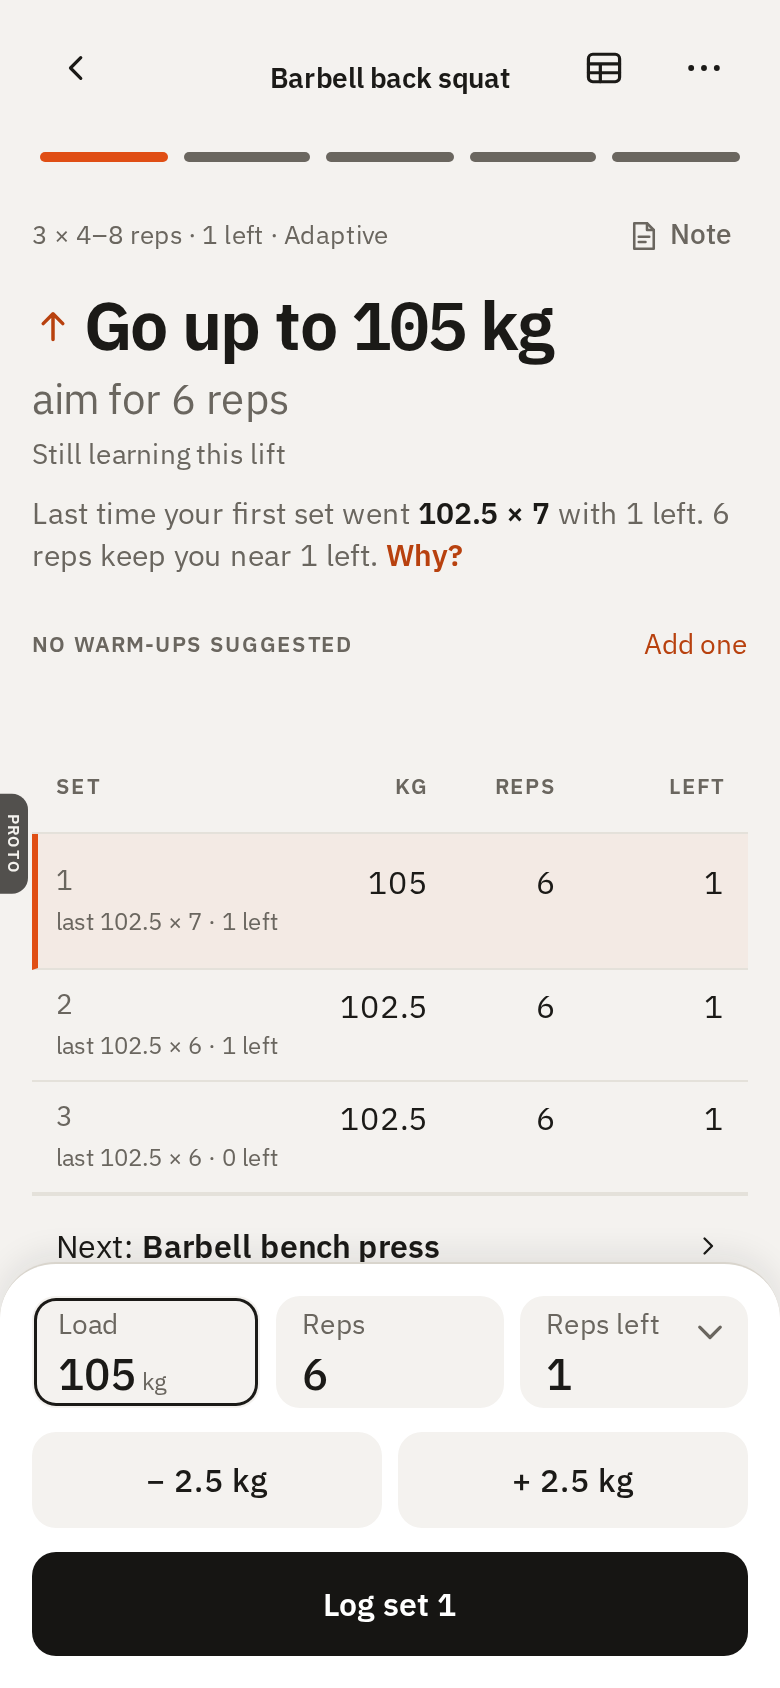 Barbell back squat
3 × 4–8 reps · 1 left · Adaptive
Note
↑ Go up to 105 kg
aim for 6 reps
Still learning this lift
Last time your first set went 102.5 × 7 with 1 left. 6
reps keep you near 1 left. Why?
NO WARM-UPS SUGGESTED
Add one
SET KG REPS LEFT
PROTO
1 105 6 1
last 102.5 × 7 · 1 left
2 102.5 6 1
last 102.5 × 6 · 1 left
3 102.5 6 1
last 102.5 × 6 · 0 left
Next: Barbell bench press
Load Reps Reps left
105 kg 6 1
− 2.5 kg + 2.5 kg
Log set 1